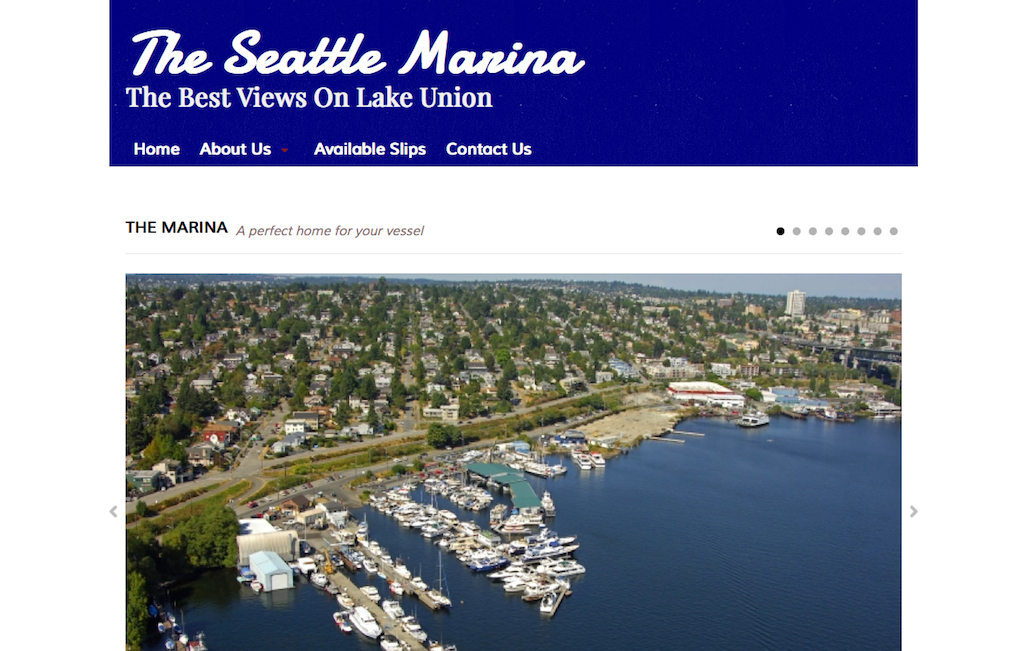 The Seattle Marina
The Best Views On Lake Union
Home About Us Available Slips Contact Us
THE MARINA A perfect home for your vessel